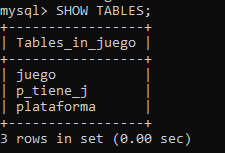 mysql> SHOW TABLES;
+-----------------+
| Tables_in_juego |
+-----------------+
| juego           |
| p_tiene_j       |
| plataforma      |
+-----------------+
3 rows in set (0.00 sec)